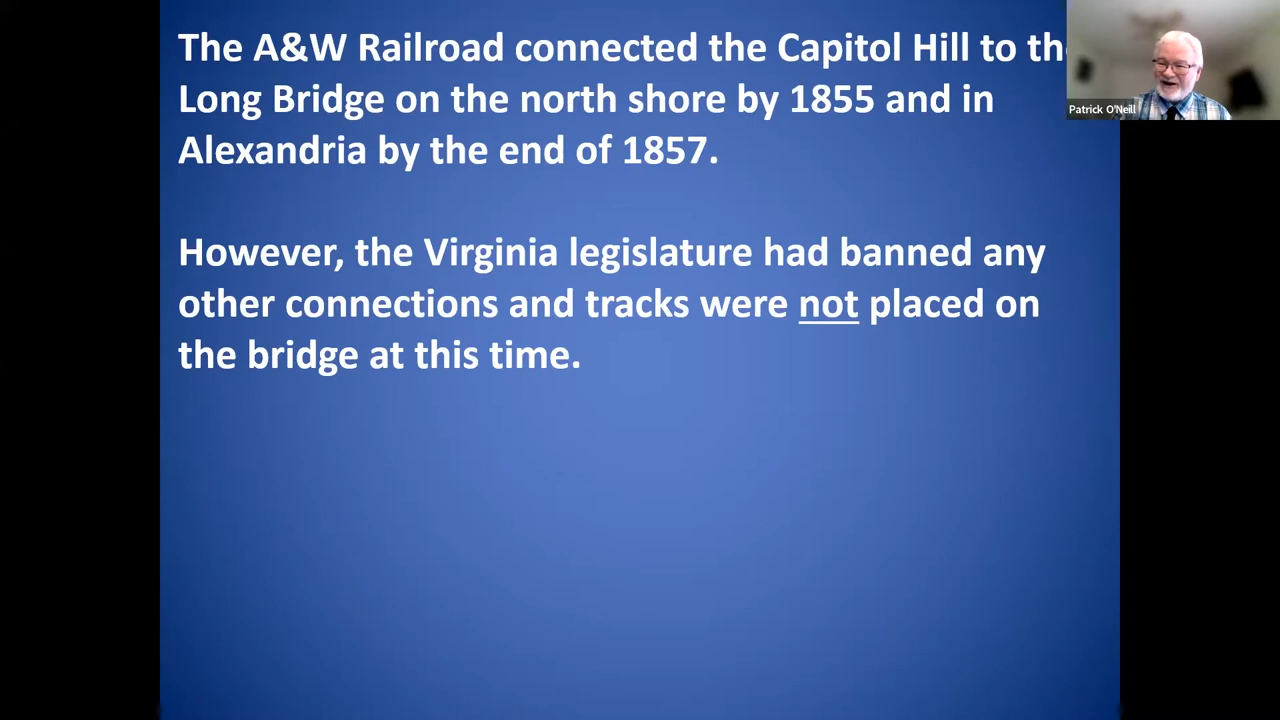 The A&W Railroad connected the Capitol Hill to
Long Bridge on the north shore by 1855 and in
Alexandria by the end of 1857.
However, the Virginia legislature had banned any
other connections and tracks were not placed on
the bridge at this time.
Patrick O'Neill